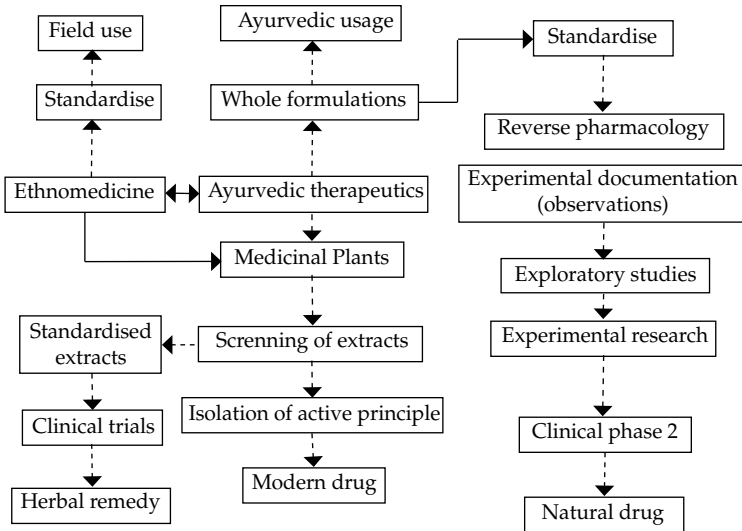 Field use
Ayurvedic usage
Standardise
Standardise
Whole formulations
Reverse pharmacology
Ethnomedicine
Ayurvedic therapeutics
Experimental documentation
(observations)
Medicinal Plants
Exploratory studies
Standardised
extracts
Screnning of extracts
Experimental research
Clinical trials
Isolation of active principle
Clinical phase 2
Herbal remedy
Modern drug
Natural drug